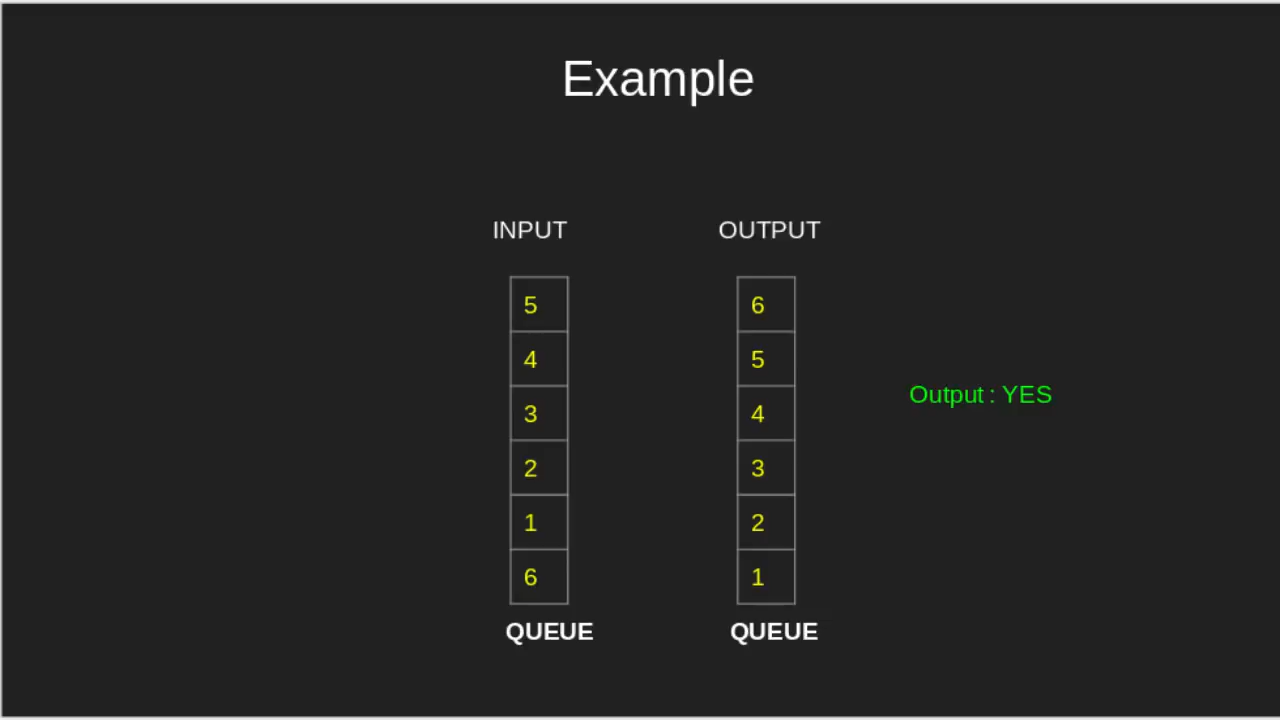 Example
INPUT OUTPUT
5 6
4 5
Output : YES
3 4
2 3
1 2
6 1
QUEUE QUEUE